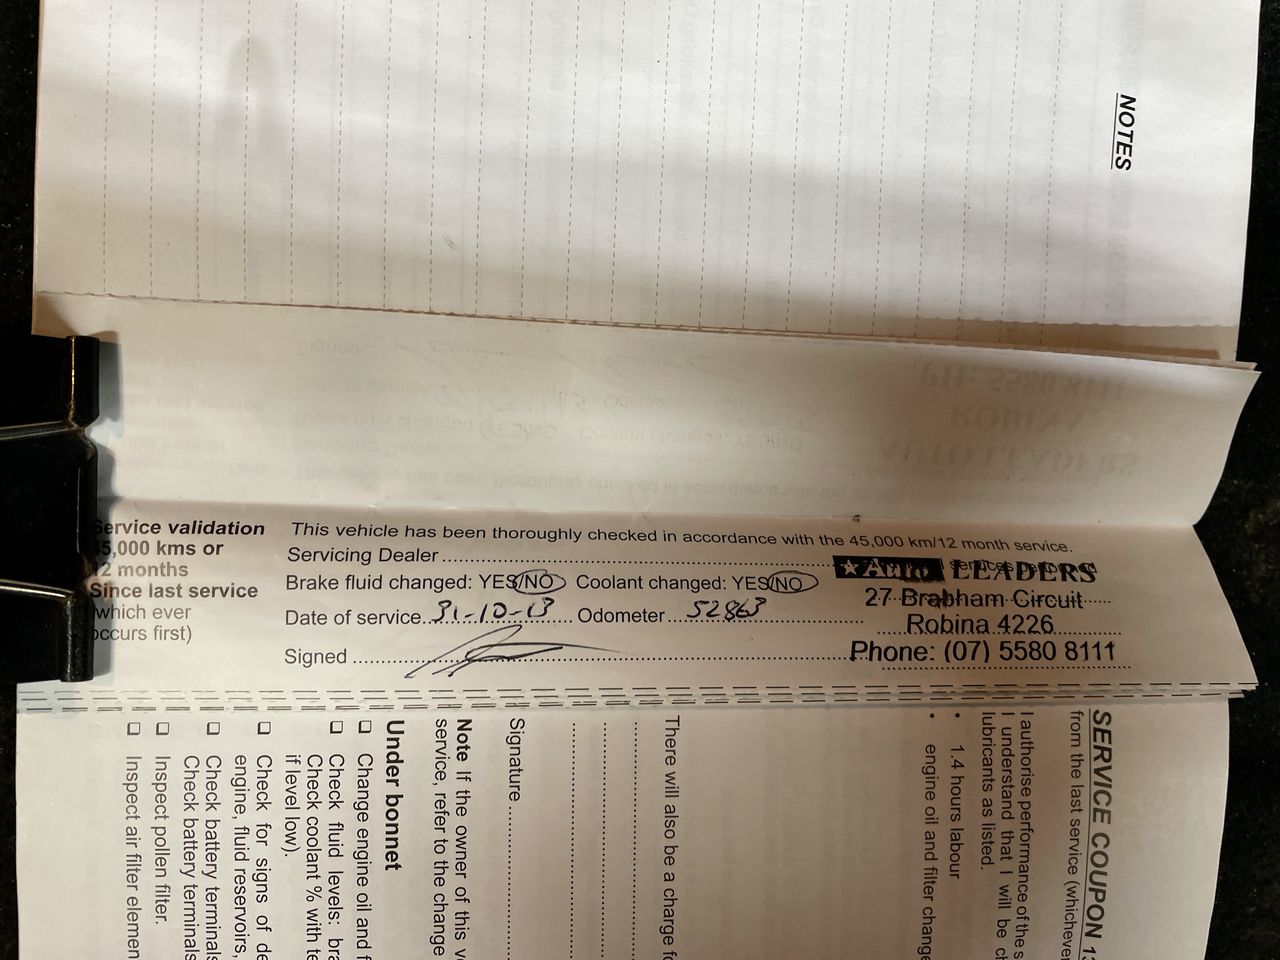 NOTES
Service validation
45,000 kms or
12 months
Since last service
(which ever
occurs first)
This vehicle has been thoroughly checked in accordance with the 45,000 km/12 month service.
Servicing Dealer
Brake fluid changed: YES/NO Coolant changed: YES/NO
Date of service 31-10-13 Odometer 52863
Signed
Auto LEADERS
27 Brabham Circuit
Robina 4226
Phone: (07) 5580 8111
SERVICE COUPON
from the last service (whichever
I authorise performance of the
I understand that I will be
lubricants as listed.
• 1.4 hours labour
• engine oil and filter change
There will also be a charge
Signature
Note If the owner of this
service, refer to the change
Under bonnet
❏ Change engine oil and
❏ Check fluid levels:
Check coolant % with
if level low).
❏ Check for signs of
engine, fluid reservoirs,
❏ Check battery terminals
Check battery terminals
❏ Inspect pollen filter.
❏ Inspect air filter